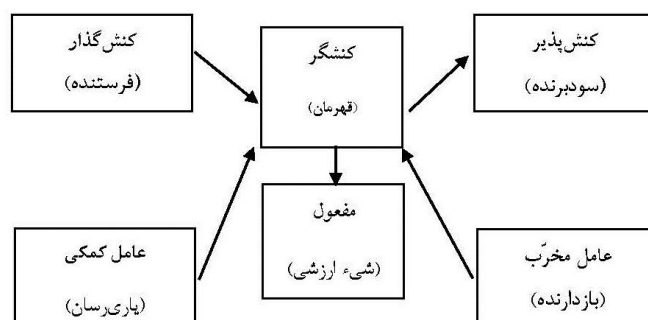 کنش‌پذیر
(سودبرنده)
کنشگر
(قهرمان)
کنش‌گذار
(فرستنده)
مفعول
(شیء ارزشی)
عامل مخرّب
(بازدارنده)
عامل کمکی
(یاری‌رسان)